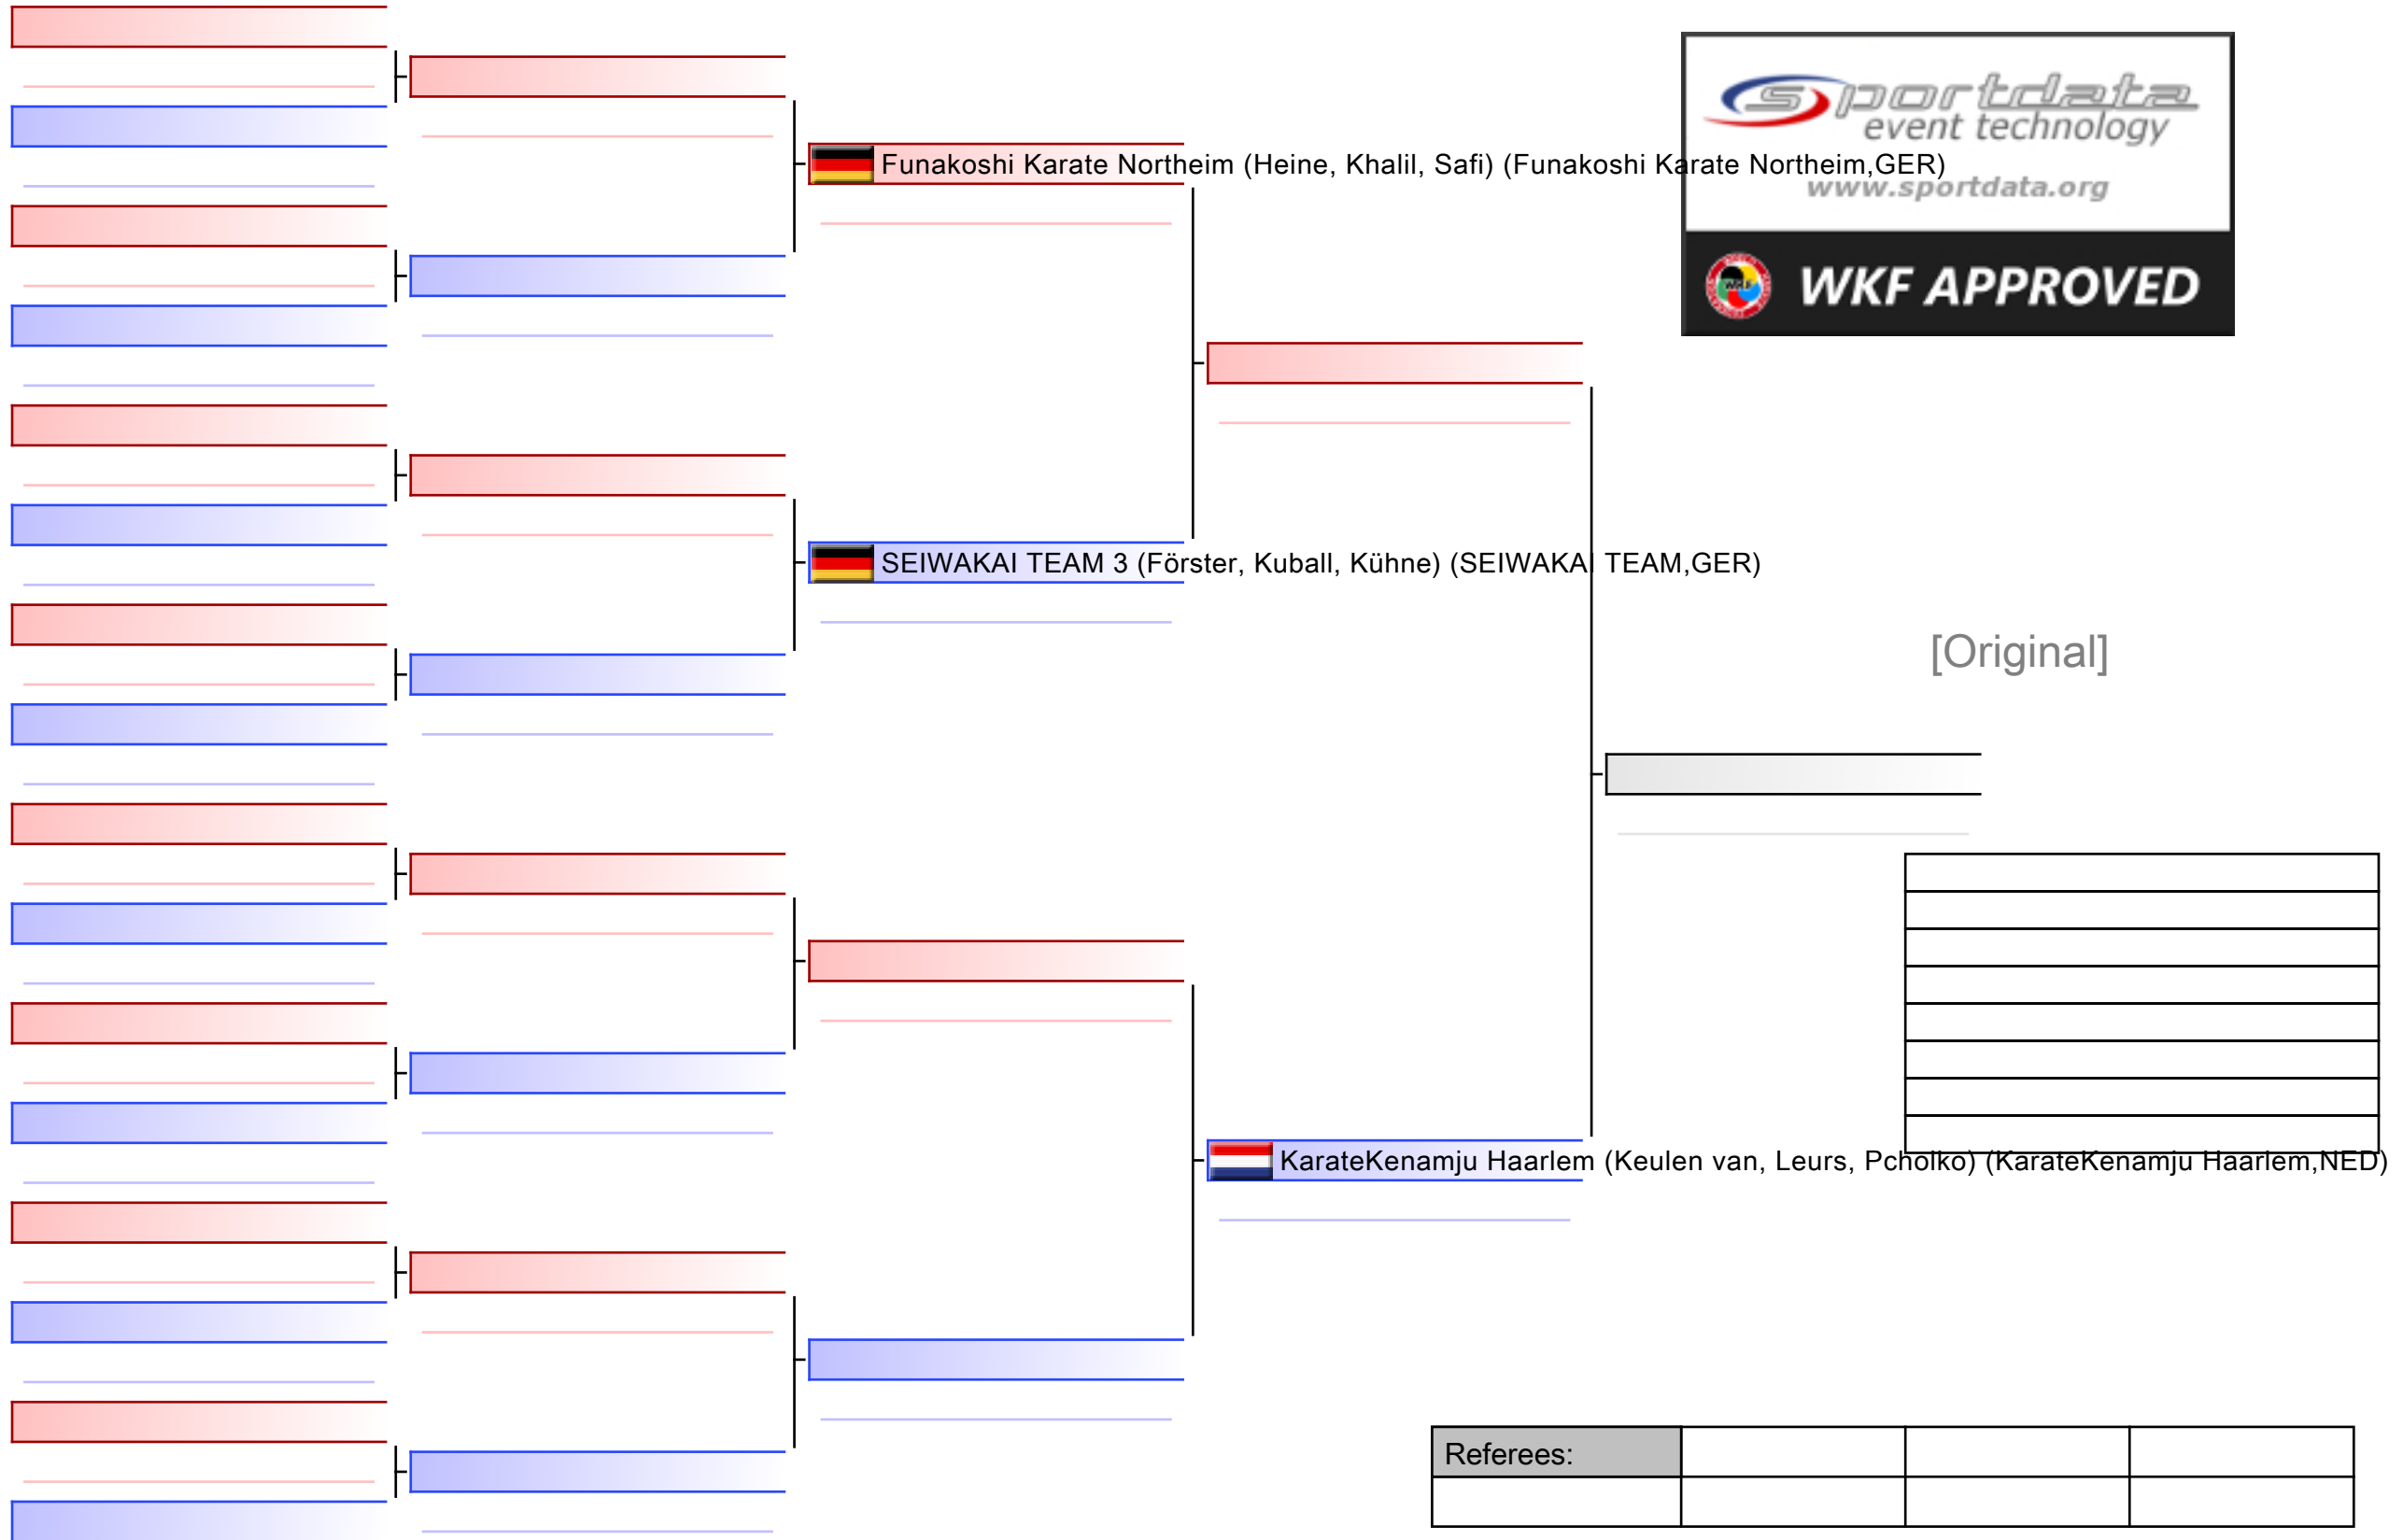 sportdata
event technology
Funakoshi Karate Northeim (Heine, Khalil, Safi) (Funakoshi Karate Northeim,GER)
www.sportdata.org
WKF APPROVED
SEIWAKAI TEAM 3 (Förster, Kuball, Kühne) (SEIWAKAI TEAM,GER)
[Original]
KarateKenamju Haarlem (Keulen van, Leurs, Pcholko) (KarateKenamju Haarlem,NED)
Referees: